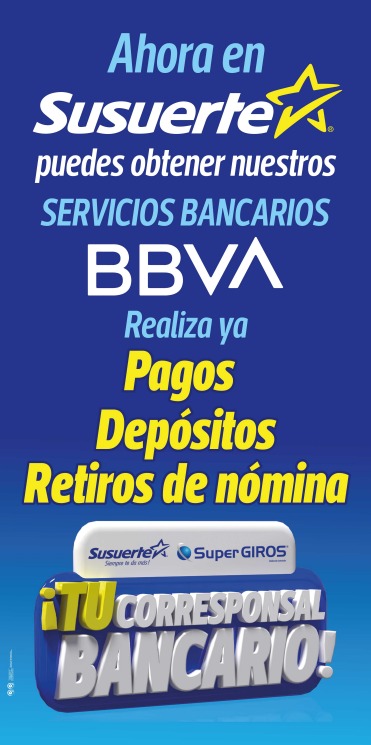 Ahora en
Susuerte
puedes obtener nuestros
SERVICIOS BANCARIOS
BBVA
Realiza ya
Pagos
Depósitos
Retiros de nómina
Susuerte SuperGIROS
Siempre te da más!
¡TU CORRESPONSAL
BANCARIO!